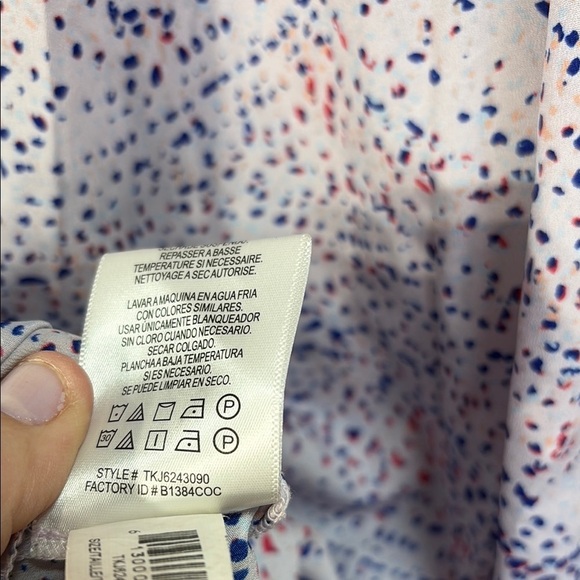 REPASSER A BASSE
TEMPERATURE SI NECESSAIRE.
NETTOYAGE A SEC AUTORISE.
LAVAR A MAQUINA EN AGUA FRIA
CON COLORES SIMILARES.
USAR ÚNICAMENTE BLANQUEADOR
SIN CLORO CUANDO NECESARIO.
SECAR COLGADO.
PLANCHA A BAJA TEMPERATURA
SI ES NECESARIO.
SE PUEDE LIMPIAR EN SECO.
P
30 P
STYLE# TKJ6243090
FACTORY ID # B1384COC